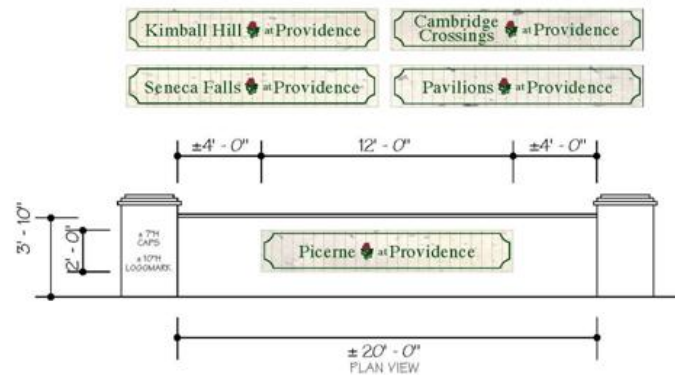 Kimball Hill at Providence
Cambridge
Crossings at Providence
Seneca Falls at Providence
Pavilions at Providence
±4' - 0"
12' - 0"
±4' - 0"
3' - 10"
2' - 0"
± 7"H
CAPS
± 10"H
LOGOMARK
Picerne at Providence
± 20' - 0"
PLAN VIEW